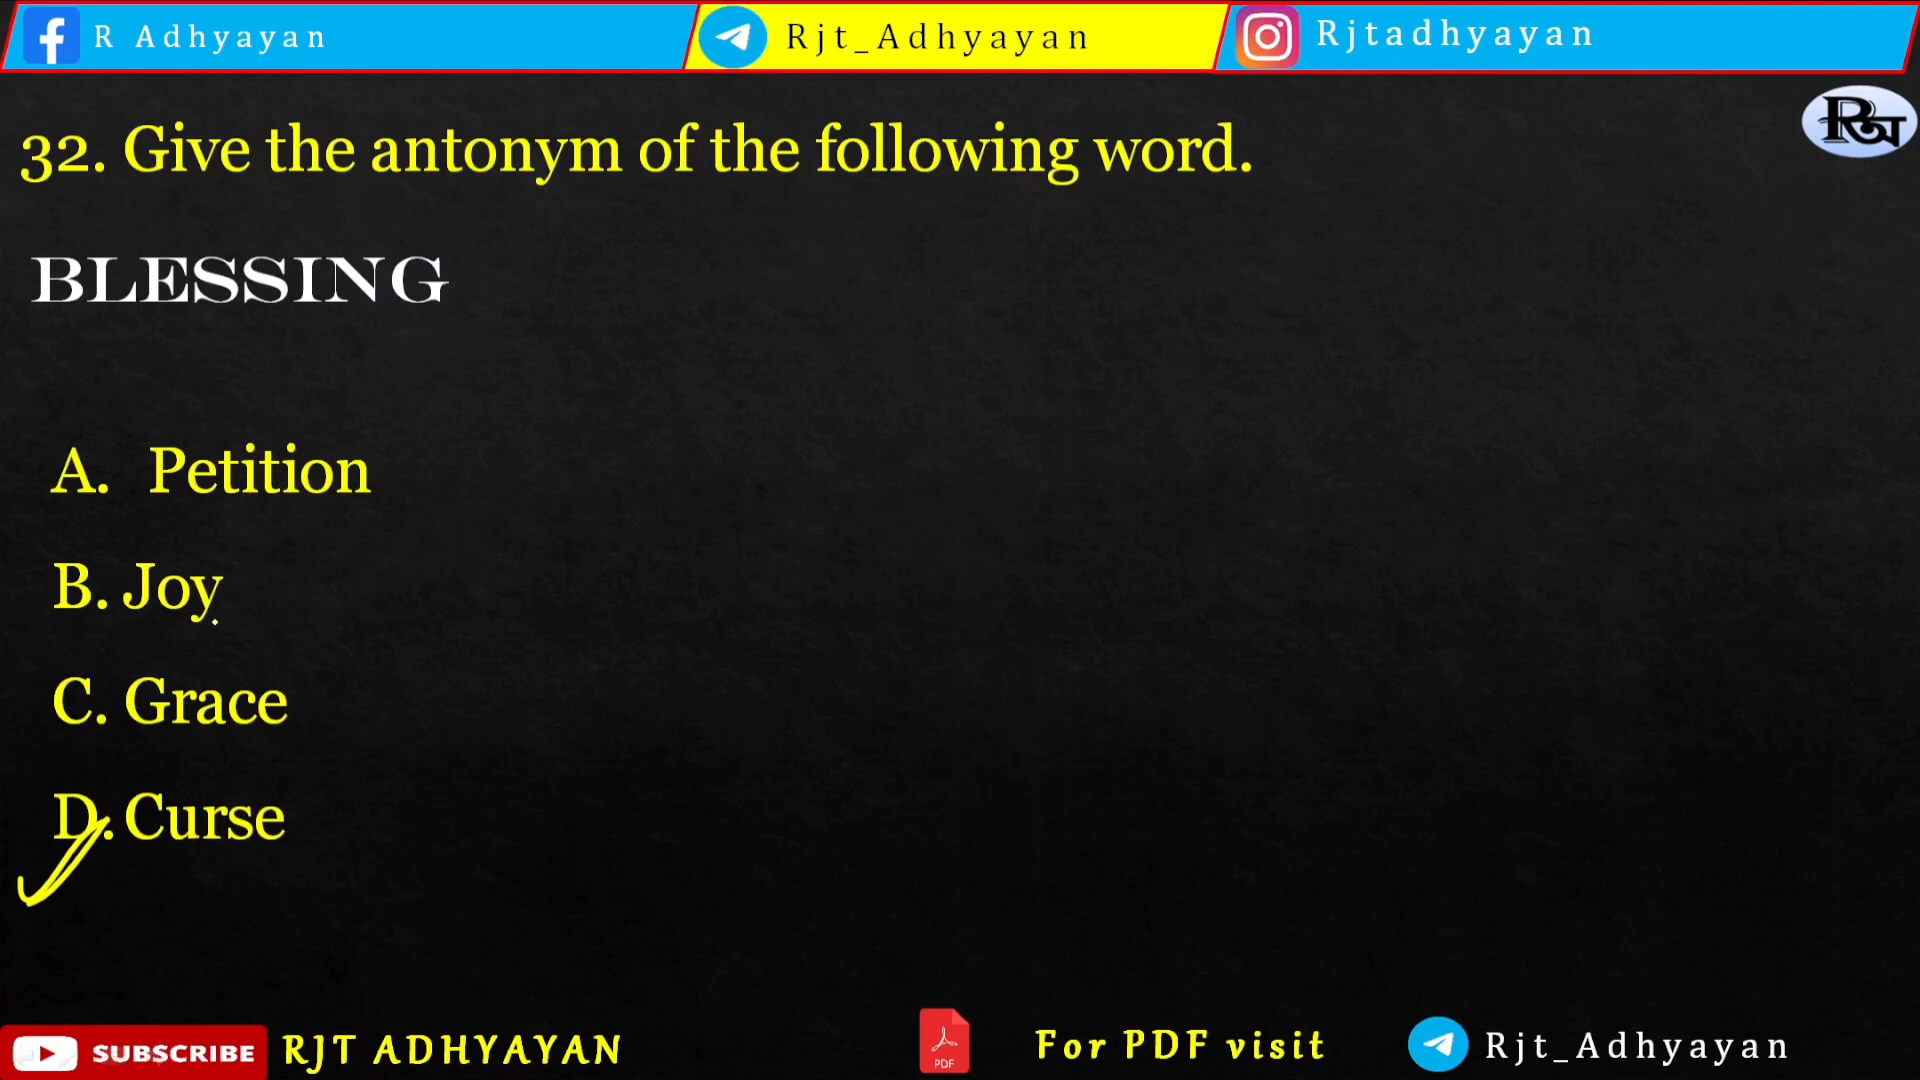 R Adhyayan Rjt_Adhyayan Rjtadhyayan
32. Give the antonym of the following word.
BLESSING
A. Petition
B. Joy
C. Grace
D. Curse
SUBSCRIBE RJT ADHYAYAN PDF For PDF visit Rjt_Adhyayan